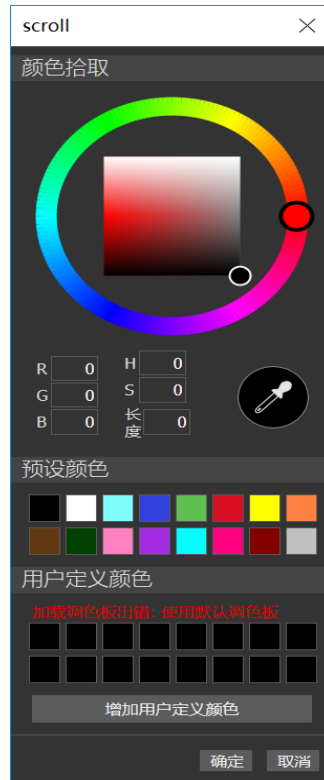 scroll
颜色拾取
R 0 H 0
G 0 S 0
B 0 长度 0
预设颜色
用户定义颜色
加载调色板出错: 使用默认调色板
增加用户定义颜色
确定 取消